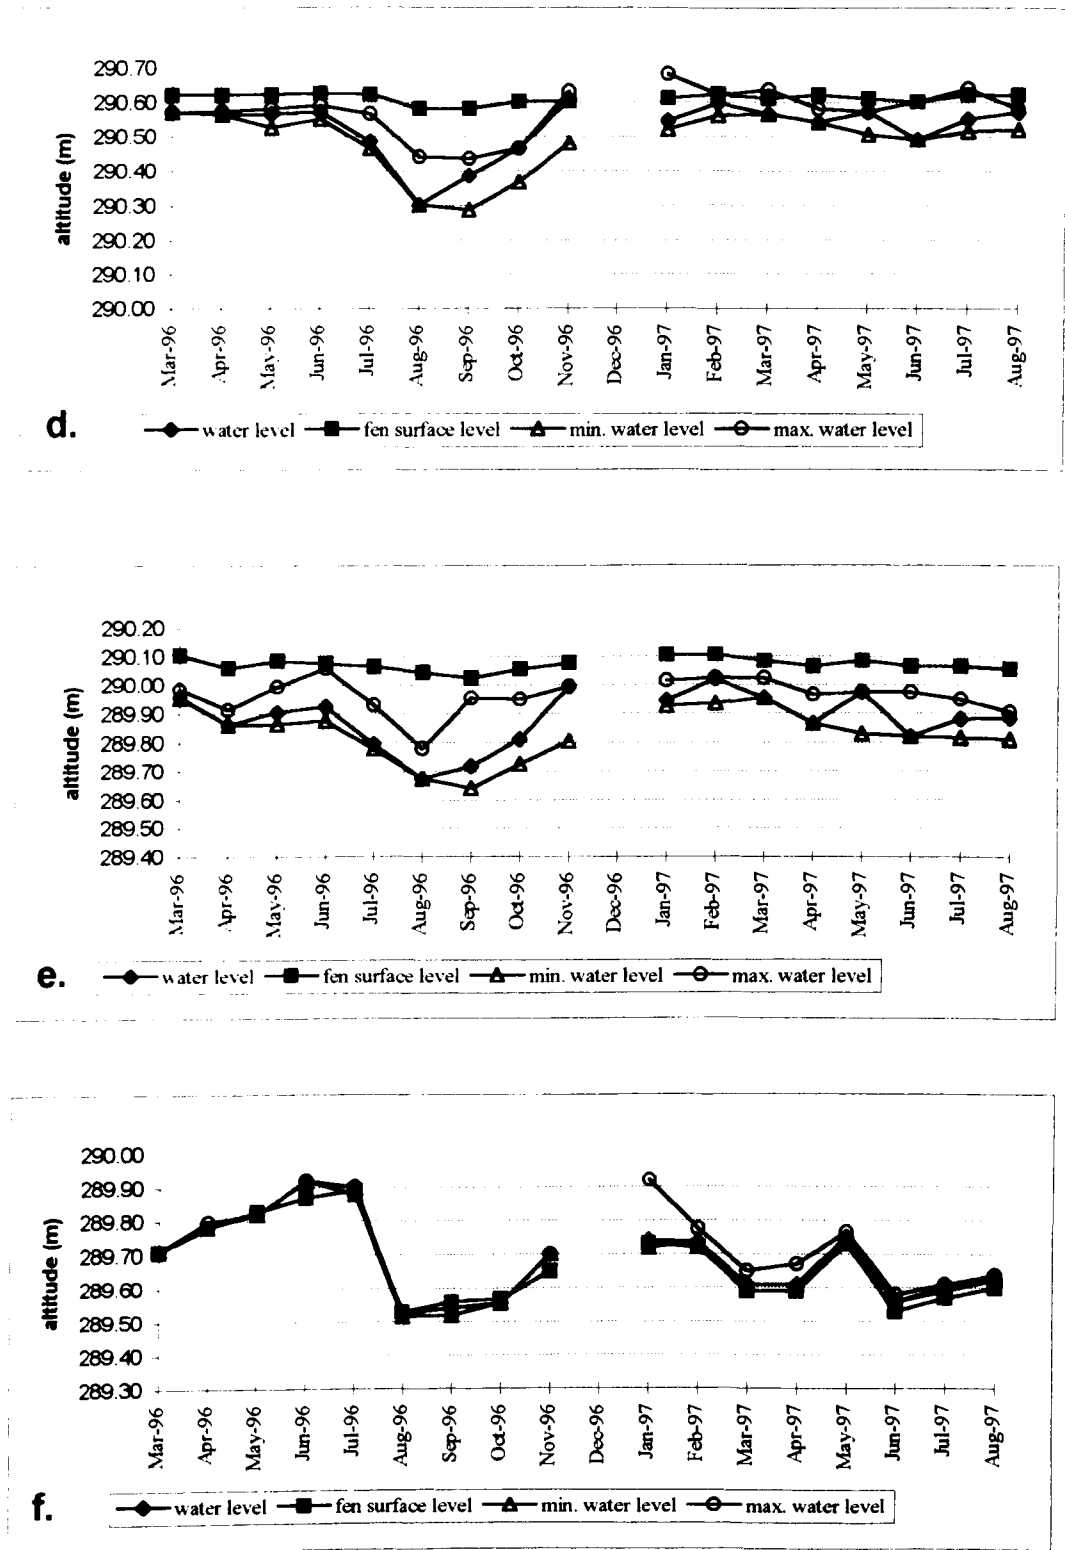 290.70
290.60
290.50
290.40
290.30
290.20
290.10
290.00
altitude (m)
Mar-96 Apr-96 May-96 Jun-96 Jul-96 Aug-96 Sep-96 Oct-96 Nov-96 Dec-96 Jan-97 Feb-97 Mar-97 Apr-97 May-97 Jun-97 Jul-97 Aug-97
d. water level fen surface level min. water level max. water level
290.20
290.10
290.00
289.90
289.80
289.70
289.60
289.50
289.40
altitude (m)
Mar-96 Apr-96 May-96 Jun-96 Jul-96 Aug-96 Sep-96 Oct-96 Nov-96 Dec-96 Jan-97 Feb-97 Mar-97 Apr-97 May-97 Jun-97 Jul-97 Aug-97
e. water level fen surface level min. water level max. water level
290.00
289.90
289.80
289.70
289.60
289.50
289.40
289.30
altitude (m)
Mar-96 Apr-96 May-96 Jun-96 Jul-96 Aug-96 Sep-96 Oct-96 Nov-96 Dec-96 Jan-97 Feb-97 Mar-97 Apr-97 May-97 Jun-97 Jul-97 Aug-97
f. water level fen surface level min. water level max. water level